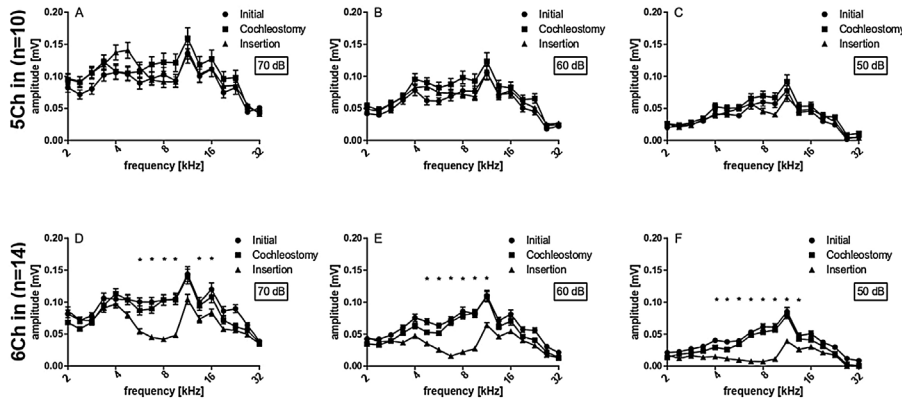 5Ch in (n=10)
A
Initial
Cochleostomy
Insertion
70 dB
amplitude [mV]
0.20
0.15
0.10
0.05
0.00
2
4
8
16
32
frequency [kHz]
B
Initial
Cochleostomy
Insertion
60 dB
amplitude [mV]
0.20
0.15
0.10
0.05
0.00
2
4
8
16
32
frequency [kHz]
C
Initial
Cochleostomy
Insertion
50 dB
amplitude [mV]
0.20
0.15
0.10
0.05
0.00
2
4
8
16
32
frequency [kHz]
6Ch in (n=14)
D
Initial
Cochleostomy
Insertion
70 dB
* * * * * *
amplitude [mV]
0.20
0.15
0.10
0.05
0.00
2
4
8
16
32
frequency [kHz]
E
Initial
Cochleostomy
Insertion
60 dB
* * * * * *
amplitude [mV]
0.20
0.15
0.10
0.05
0.00
2
4
8
16
32
frequency [kHz]
F
Initial
Cochleostomy
Insertion
50 dB
* * * * * * * *
amplitude [mV]
0.20
0.15
0.10
0.05
0.00
2
4
8
16
32
frequency [kHz]